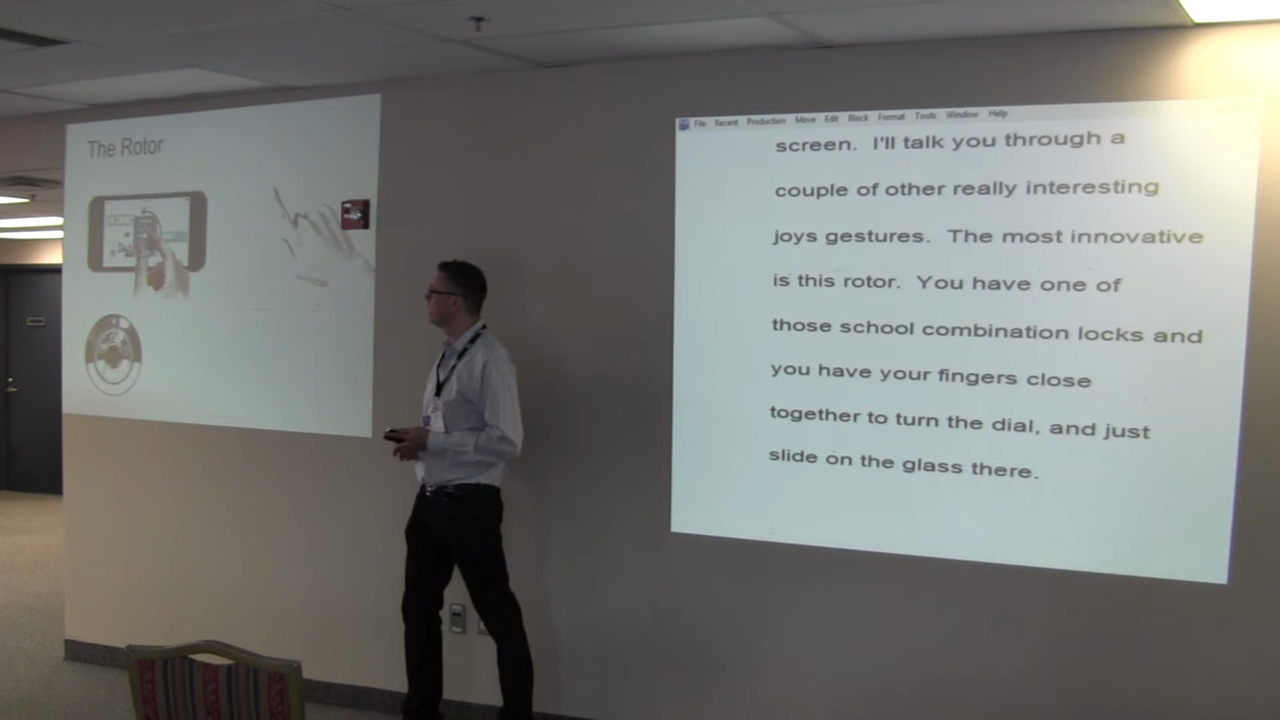 The Rotor
File Recent Production Move Edit Block Format Tools Window Help
screen. I'll talk you through a
couple of other really interesting
joys gestures. The most innovative
is this rotor. You have one of
those school combination locks and
you have your fingers close
together to turn the dial, and just
slide on the glass there.